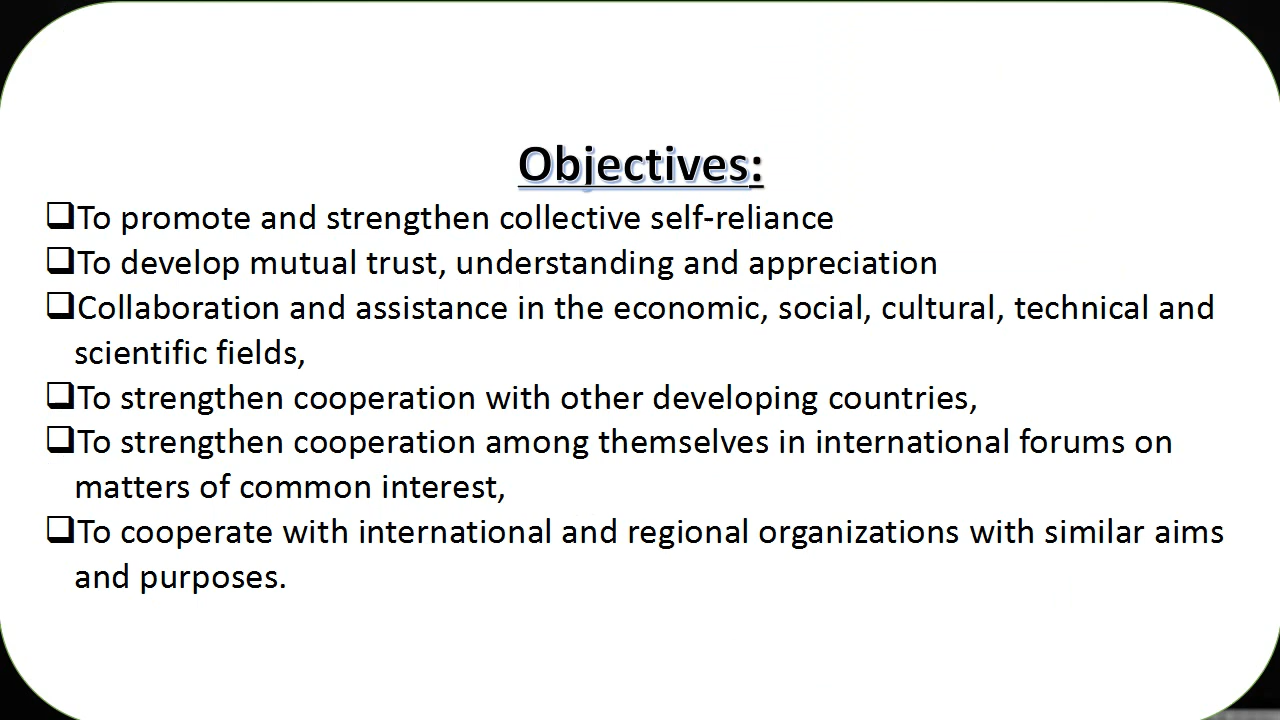 Objectives:
❑To promote and strengthen collective self-reliance
❑To develop mutual trust, understanding and appreciation
❑Collaboration and assistance in the economic, social, cultural, technical and
scientific fields,
❑To strengthen cooperation with other developing countries,
❑To strengthen cooperation among themselves in international forums on
matters of common interest,
❑To cooperate with international and regional organizations with similar aims
and purposes.